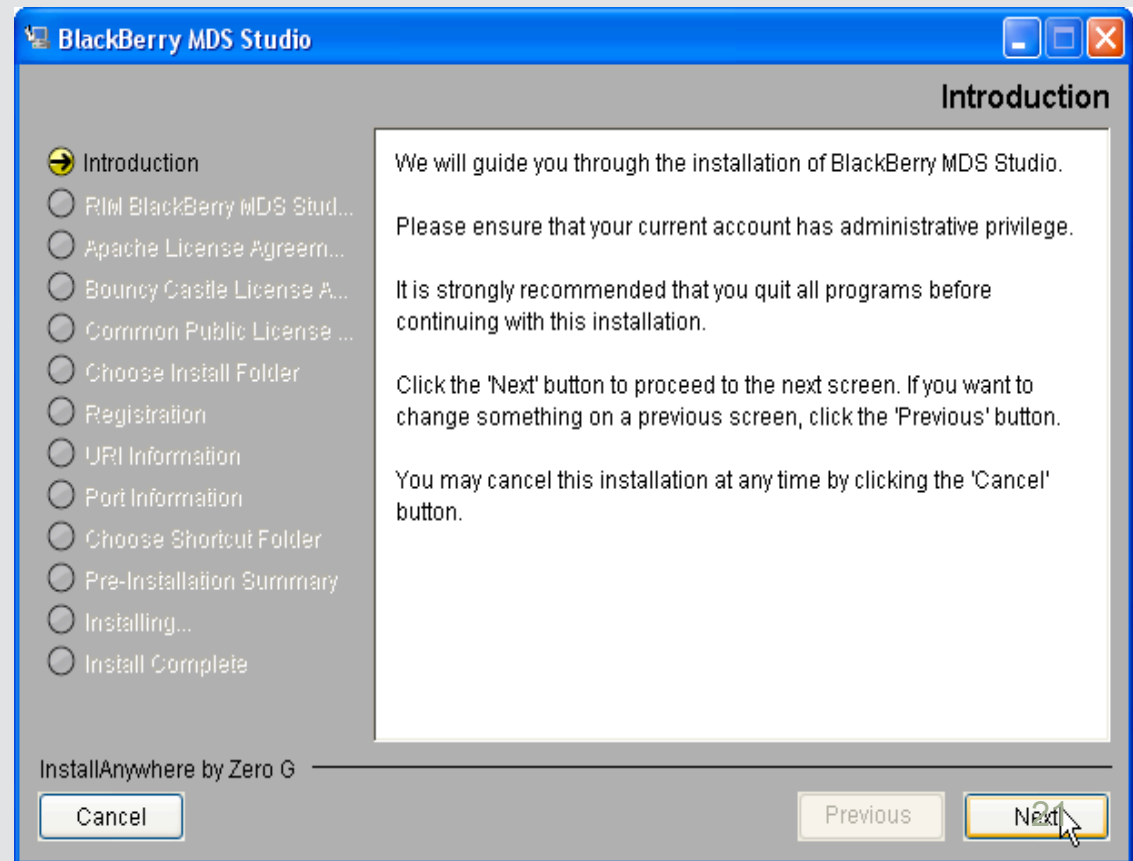 BlackBerry MDS Studio
Introduction
Introduction
RIM BlackBerry MDS Stud...
Apache License Agreem...
Bouncy Castle License A...
Common Public License ...
Choose Install Folder
Registration
URI Information
Port Information
Choose Shortcut Folder
Pre-Installation Summary
Installing...
Install Complete
We will guide you through the installation of BlackBerry MDS Studio.
Please ensure that your current account has administrative privilege.
It is strongly recommended that you quit all programs before
continuing with this installation.
Click the 'Next' button to proceed to the next screen. If you want to
change something on a previous screen, click the 'Previous' button.
You may cancel this installation at any time by clicking the 'Cancel'
button.
InstallAnywhere by Zero G
Cancel
Previous
Next
21